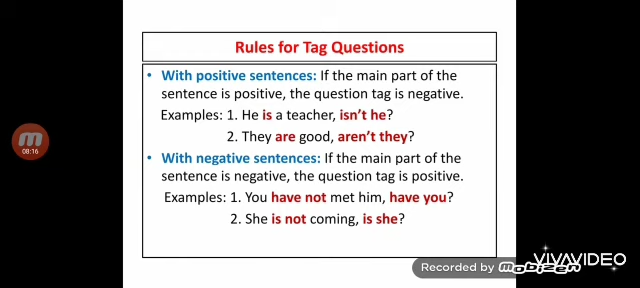 Rules for Tag Questions
• With positive sentences: If the main part of the
sentence is positive, the question tag is negative.
Examples: 1. He is a teacher, isn't he?
2. They are good, aren't they?
• With negative sentences: If the main part of the
sentence is negative, the question tag is positive.
Examples: 1. You have not met him, have you?
2. She is not coming, is she?
08:16
VIVAVIDEO
Recorded by mobizen